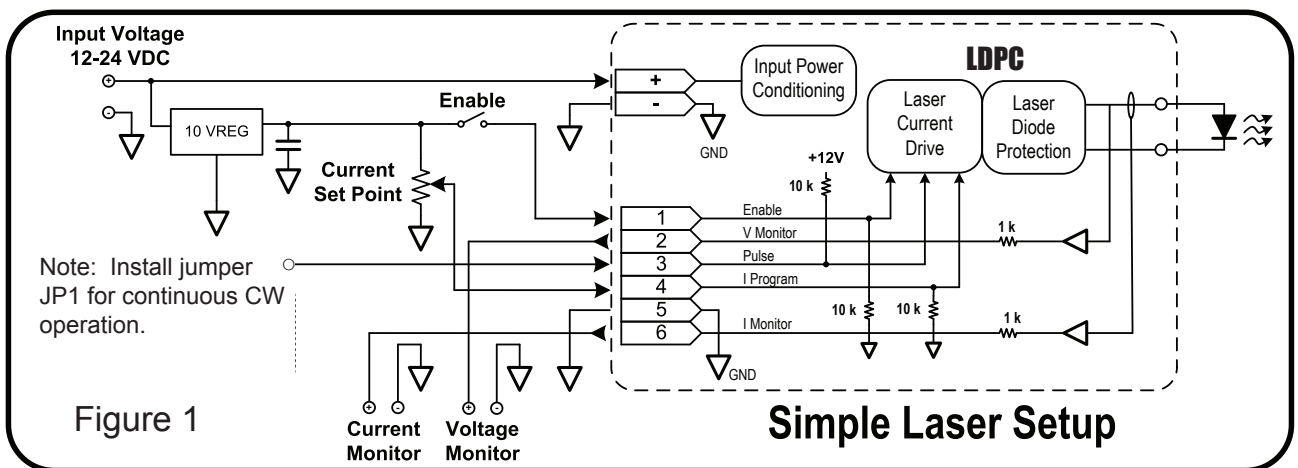 Input Voltage
12-24 VDC
+
-
10 VREG
Enable
Current
Set Point
Note: Install jumper
JP1 for continuous CW
operation.
Figure 1
+
-
Current
Monitor
+
-
Voltage
Monitor
LDPC
+
-
GND
Input Power
Conditioning
Laser
Current
Drive
Laser
Diode
Protection
+12V
10 k
1
2
3
4
5
6
Enable
V Monitor
Pulse
I Program
I Monitor
1 k
10 k
10 k
1 k
GND
Simple Laser Setup